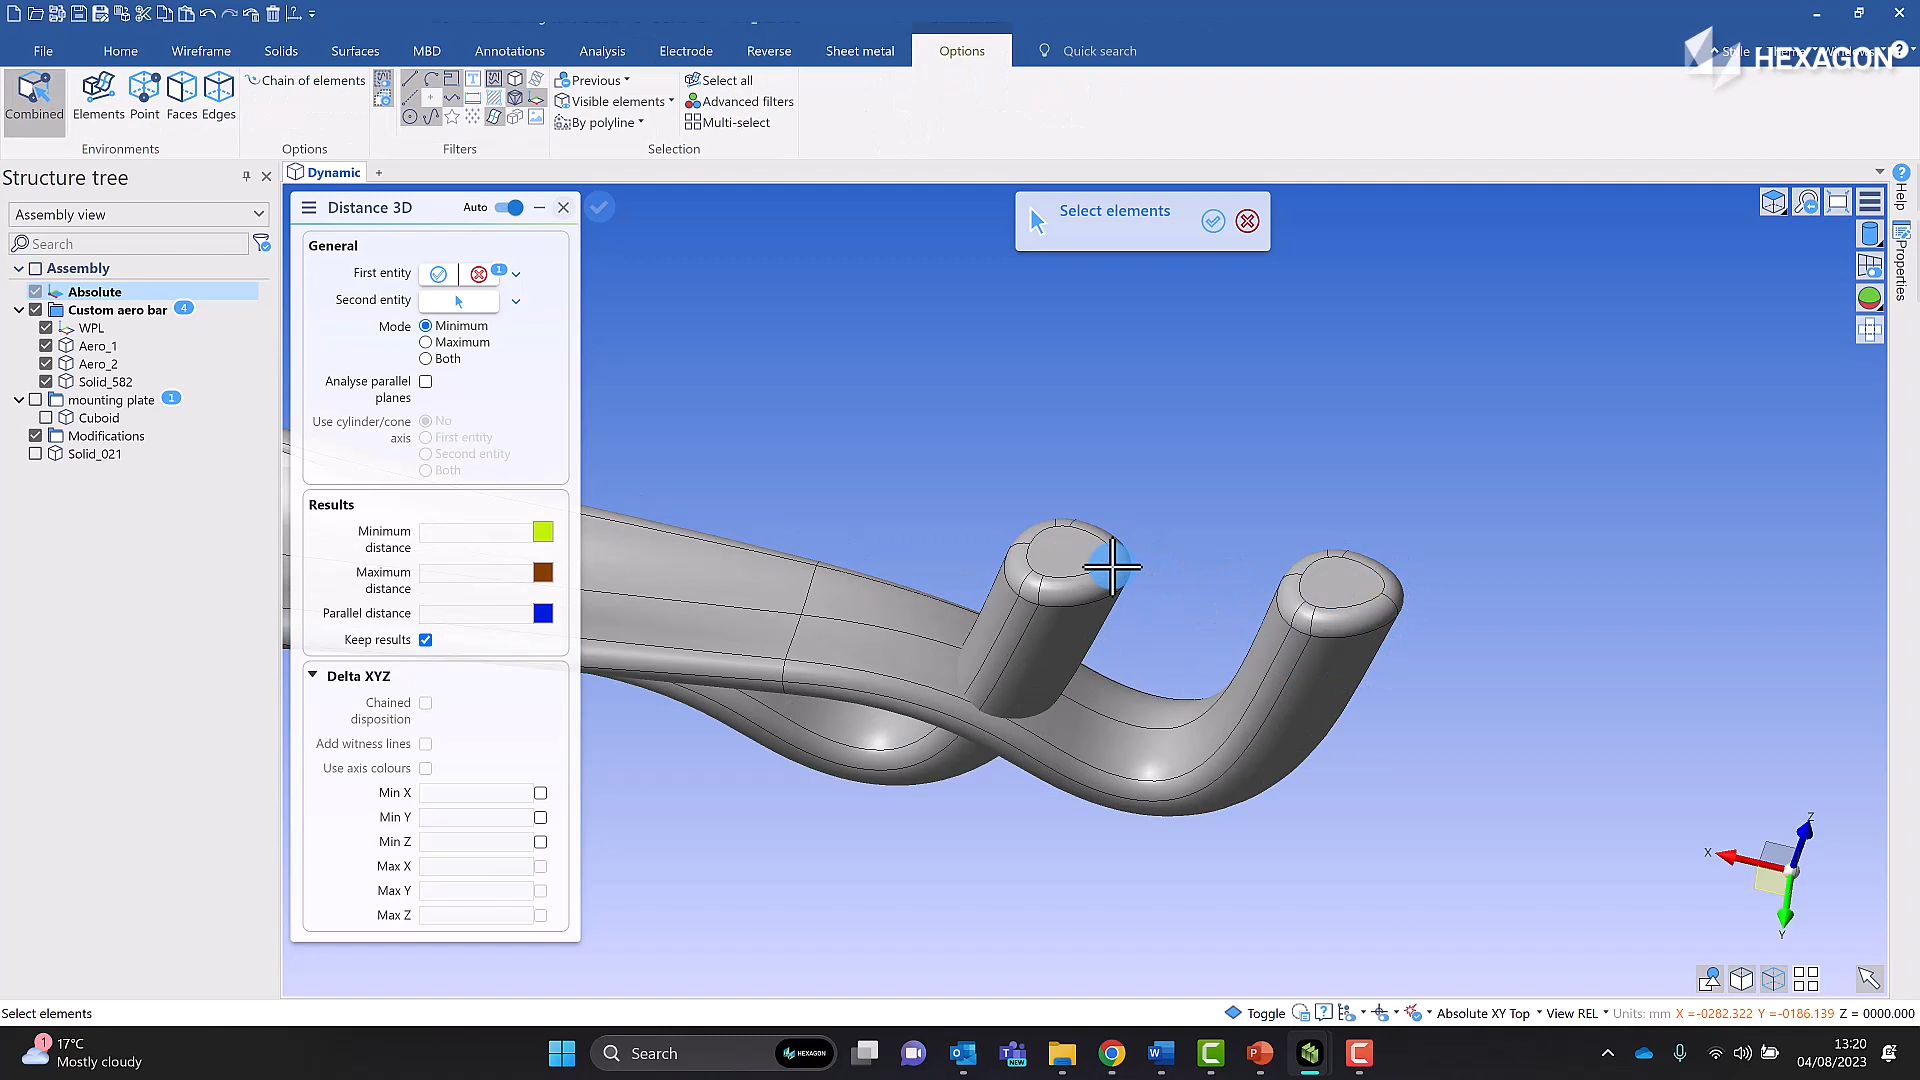 File Home Wireframe Solids Surfaces MBD Annotations Analysis Electrode Reverse Sheet metal Options Quick search
HEXAGON
Combined Elements Point Faces Edges
Chain of elements
Previous
Visible elements
By polyline
Select all
Advanced filters
Multi-select
Environments Options Filters Selection
Structure tree
Assembly view
Search
Assembly
Absolute
Custom aero bar 4
WPL
Aero_1
Aero_2
Solid_582
mounting plate 1
Cuboid
Modifications
Solid_021
Dynamic +
Distance 3D Auto
General
First entity 1
Second entity
Mode Minimum
Maximum
Both
Analyse parallel planes
Use cylinder/cone axis No
First entity
Second entity
Both
Results
Minimum distance
Maximum distance
Parallel distance
Keep results
Delta XYZ
Chained disposition
Add witness lines
Use axis colours
Min X
Min Y
Min Z
Max X
Max Y
Max Z
Select elements
Help
Properties
Z
X
Y
Select elements
Toggle Absolute XY Top View REL Units: mm X =-0282.322 Y =-0186.139 Z = 0000.000
1
17°C
Mostly cloudy
Search HEXAGON
NEW
13:20
04/08/2023